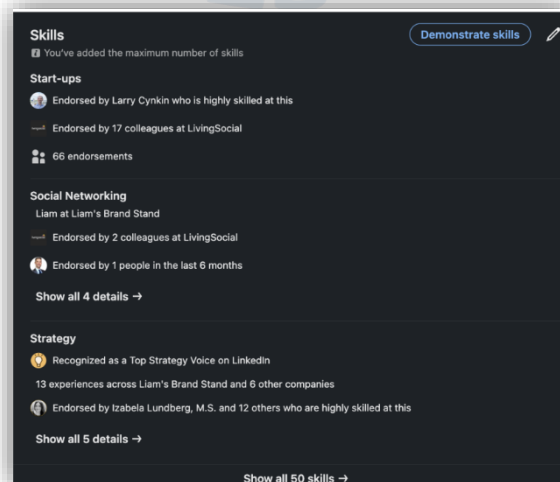 Skills
Demonstrate skills
You've added the maximum number of skills
Start-ups
Endorsed by Larry Cynkin who is highly skilled at this
Endorsed by 17 colleagues at LivingSocial
66 endorsements
Social Networking
Liam at Liam's Brand Stand
Endorsed by 2 colleagues at LivingSocial
Endorsed by 1 people in the last 6 months
Show all 4 details →
Strategy
Recognized as a Top Strategy Voice on LinkedIn
13 experiences across Liam's Brand Stand and 6 other companies
Endorsed by Izabela Lundberg, M.S. and 12 others who are highly skilled at this
Show all 5 details →
Show all 50 skills →